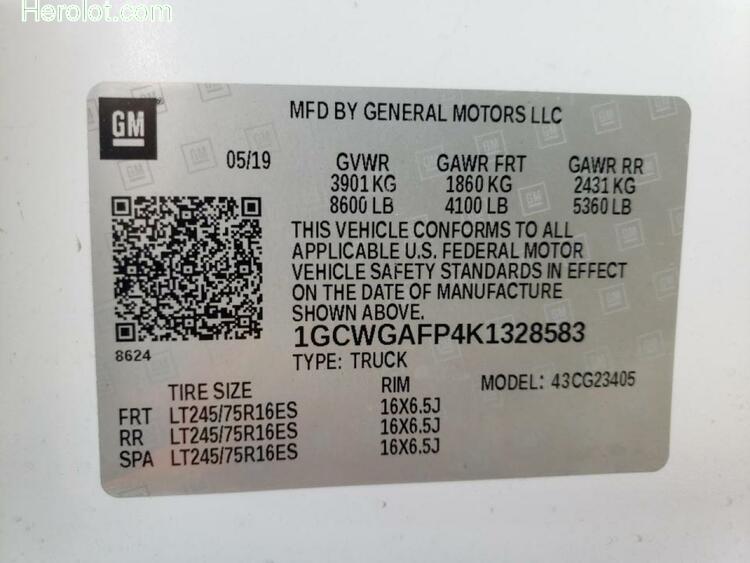 Herolot.com
GM
MFD BY GENERAL MOTORS LLC
05/19 GVWR GAWR FRT GAWR RR
3901 KG 1860 KG 2431 KG
8600 LB 4100 LB 5360 LB
THIS VEHICLE CONFORMS TO ALL
APPLICABLE U.S. FEDERAL MOTOR
VEHICLE SAFETY STANDARDS IN EFFECT
ON THE DATE OF MANUFACTURE
SHOWN ABOVE.
1GCWGAFP4K1328583
8624
TYPE: TRUCK
TIRE SIZE RIM MODEL: 43CG23405
FRT LT245/75R16ES 16X6.5J
RR LT245/75R16ES 16X6.5J
SPA LT245/75R16ES 16X6.5J